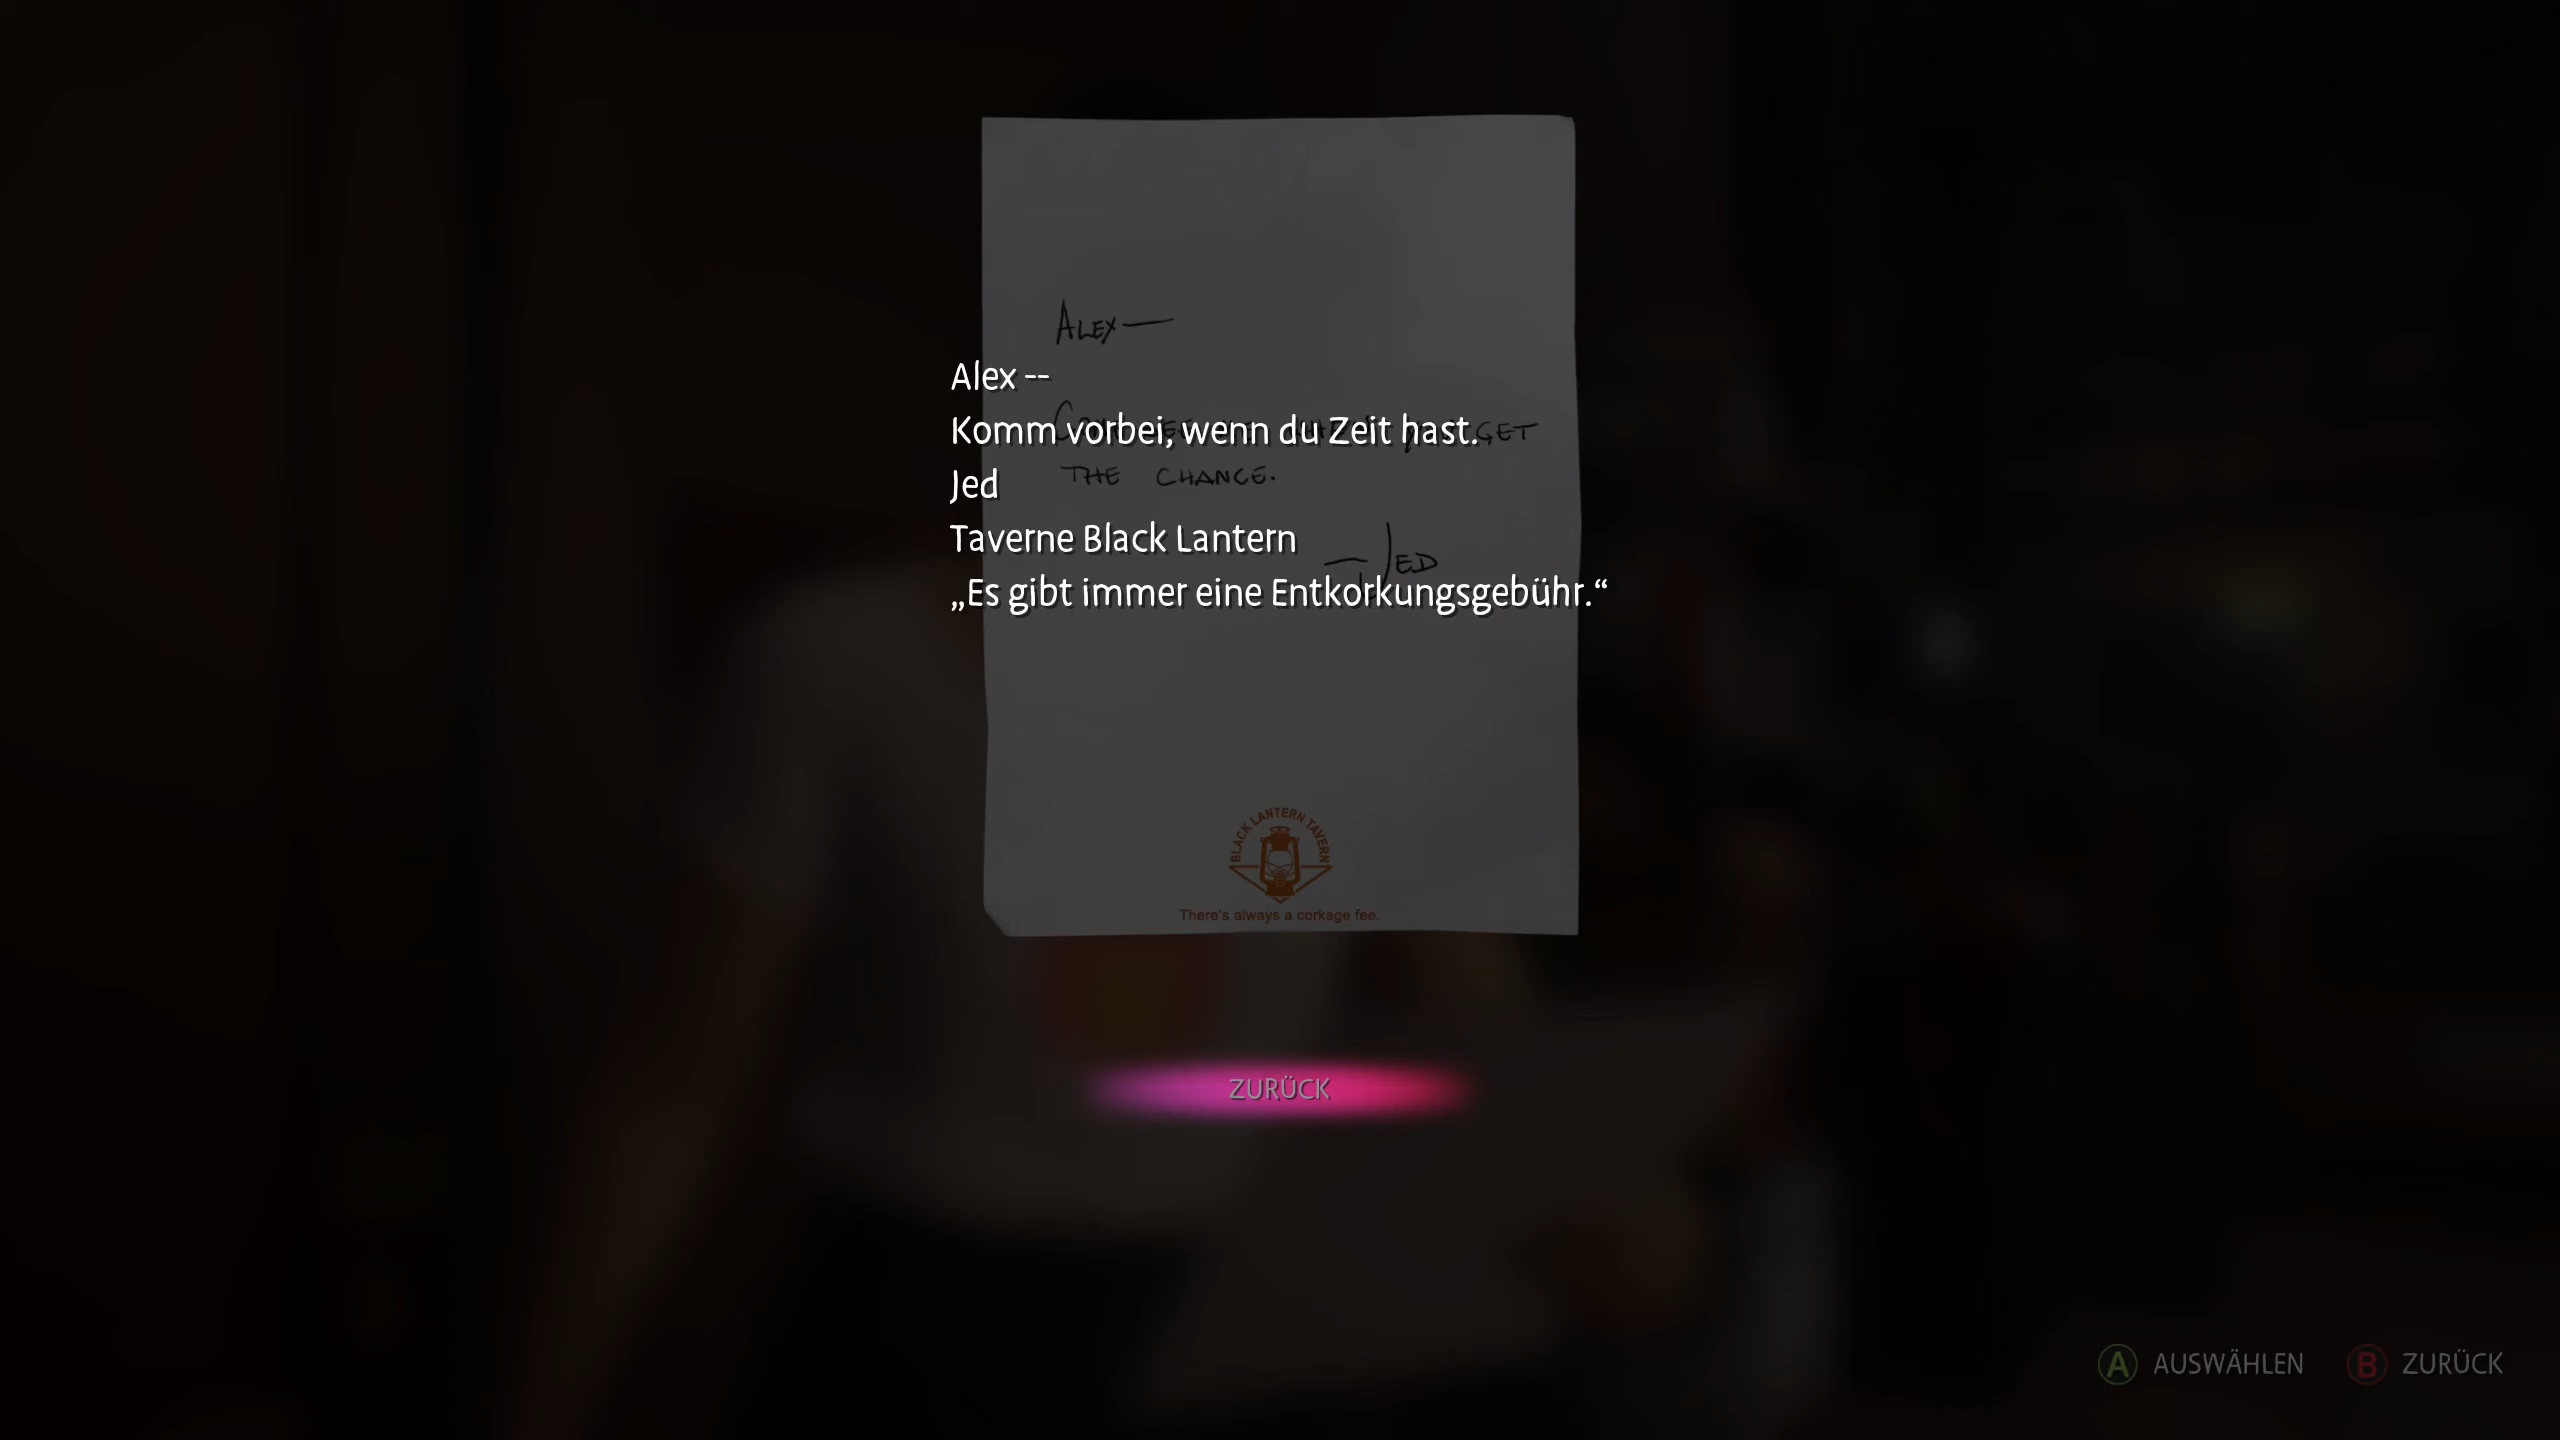 ALEX—
Alex --
Komm vorbei, wenn du Zeit hast.
GET
THE CHANCE.
Jed
Taverne Black Lantern
—JED
„Es gibt immer eine Entkorkungsgebühr.“
BLACK LANTERN TAVERN
There's always a corkage fee.
ZURÜCK
A AUSWÄHLEN B ZURÜCK